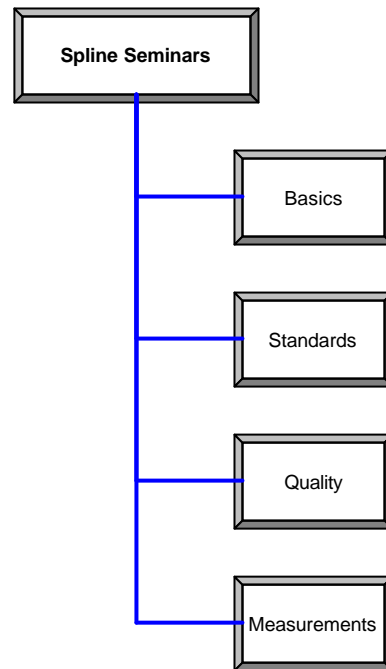 Spline Seminars
Basics
Standards
Quality
Measurements